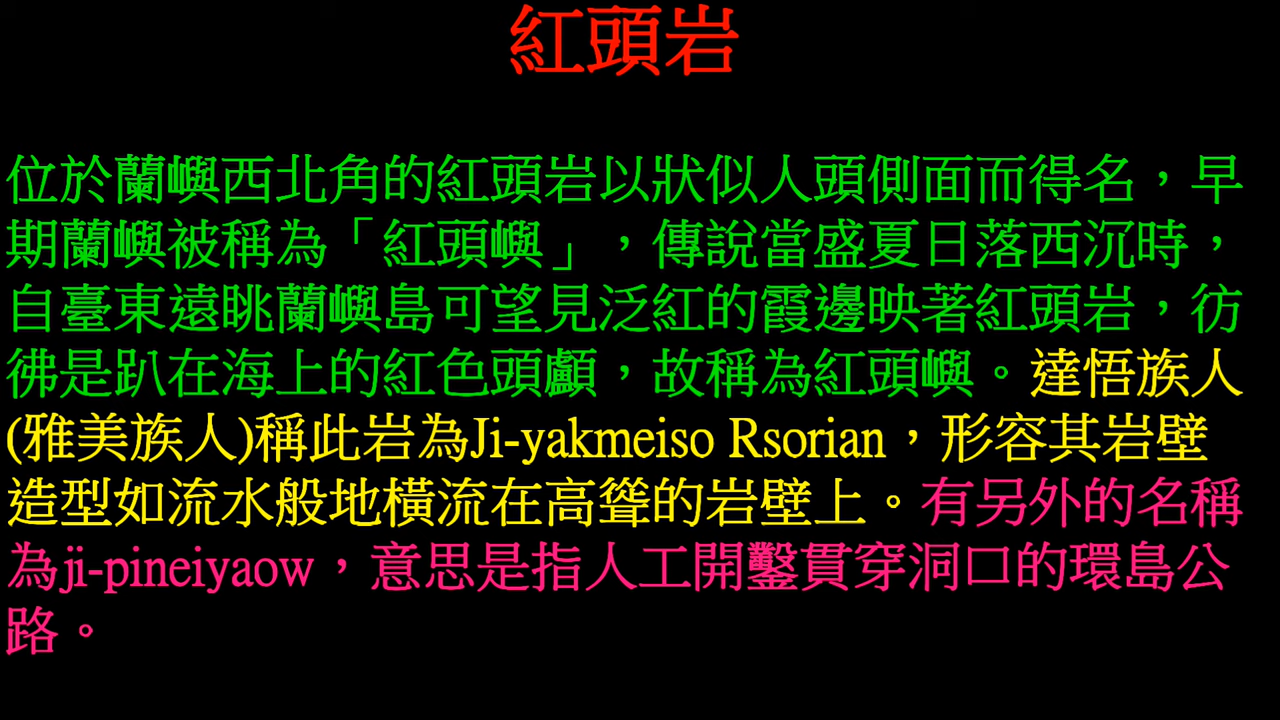 紅頭岩
位於蘭嶼西北角的紅頭岩以狀似人頭側面而得名，早
期蘭嶼被稱為「紅頭嶼」，傳說當盛夏日落西沉時，
自臺東遠眺蘭嶼島可望見泛紅的霞邊映著紅頭岩，彷
彿是趴在海上的紅色頭顱，故稱為紅頭嶼。達悟族人
(雅美族人)稱此岩為Ji-yakmeiso Rsorian，形容其岩壁
造型如流水般地橫流在高聳的岩壁上。有另外的名稱
為ji-pineiyaow，意思是指人工開鑿貫穿洞口的環島公
路。